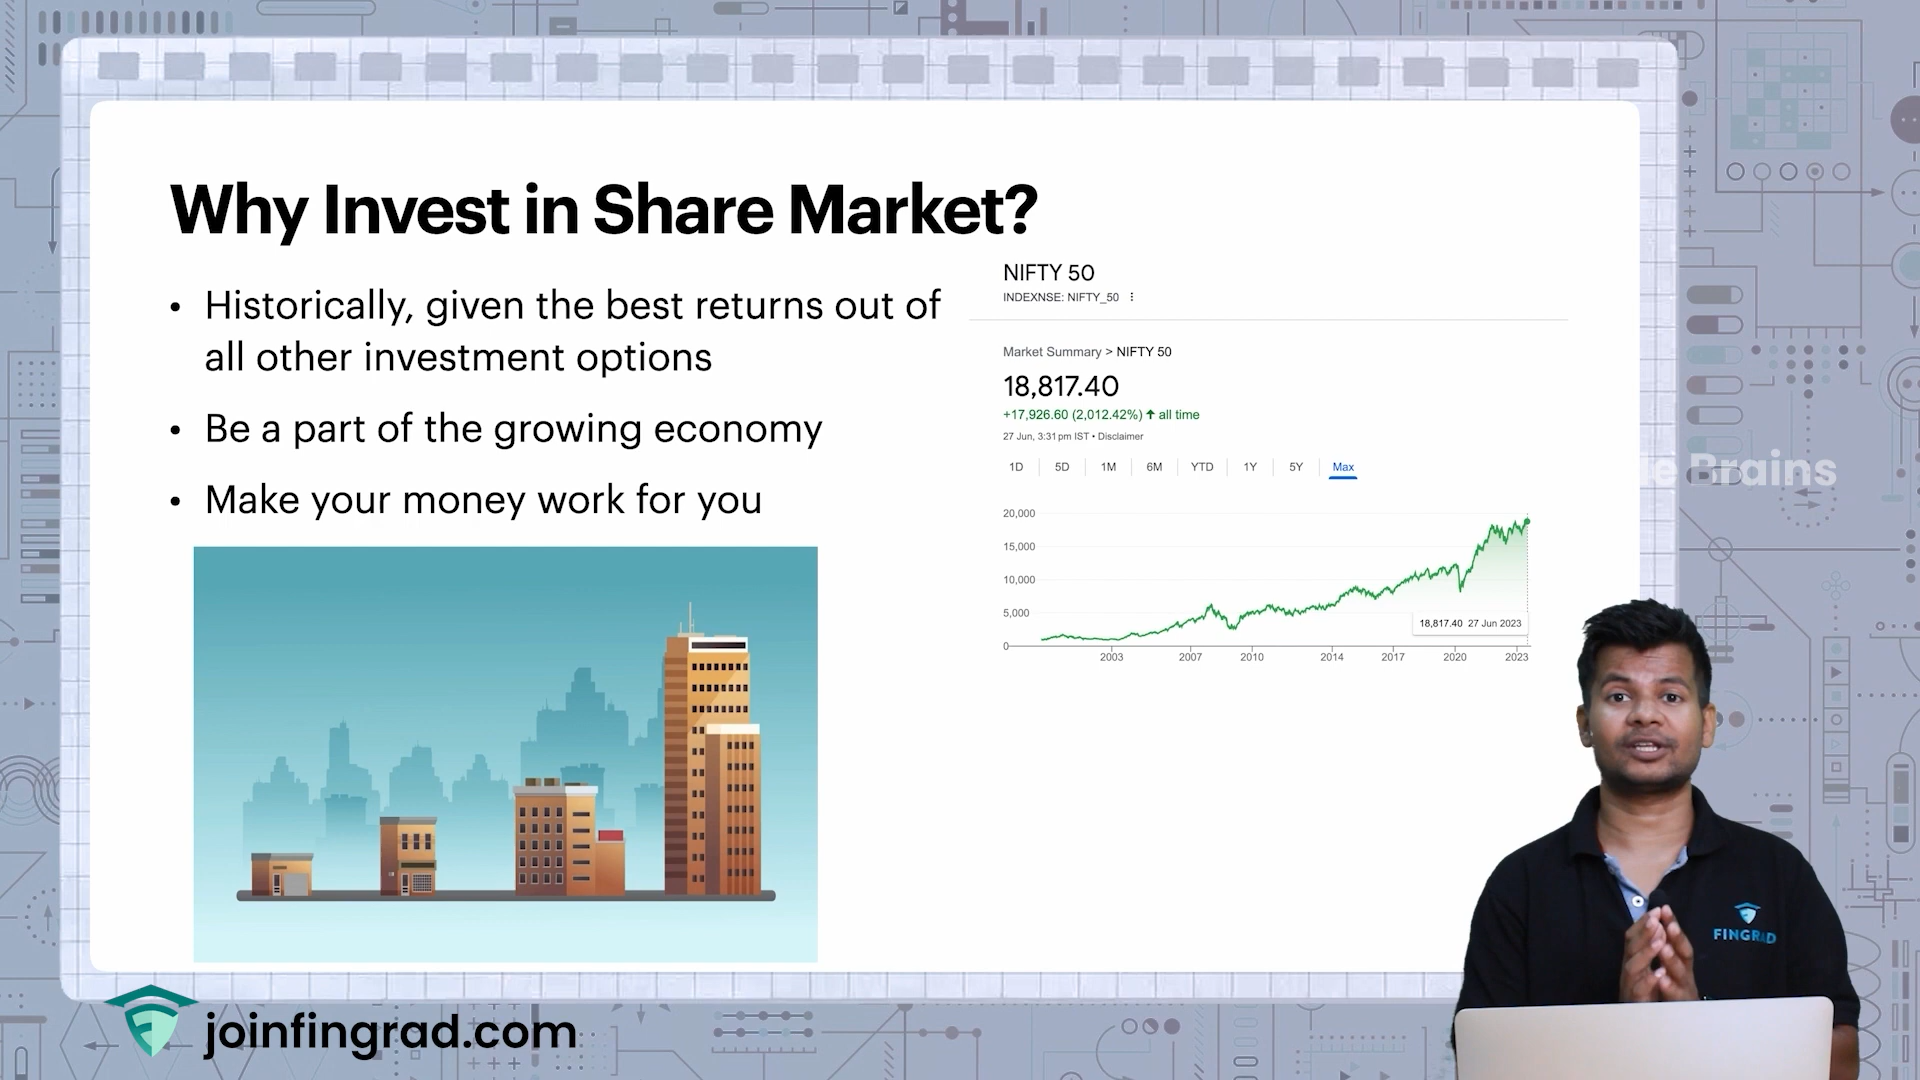 Why Invest in Share Market?
• Historically, given the best returns out of
all other investment options
• Be a part of the growing economy
• Make your money work for you
NIFTY 50
INDEXNSE: NIFTY_50
Market Summary > NIFTY 50
18,817.40
+17,926.60 (2,012.42%) ↑ all time
27 Jun, 3:31 pm IST • Disclaimer
1D 5D 1M 6M YTD 1Y 5Y Max
20,000
15,000
10,000
5,000
0
18,817.40 27 Jun 2023
2003 2007 2010 2014 2017 2020 2023
Brains
FINGRAD
joinfingrad.com